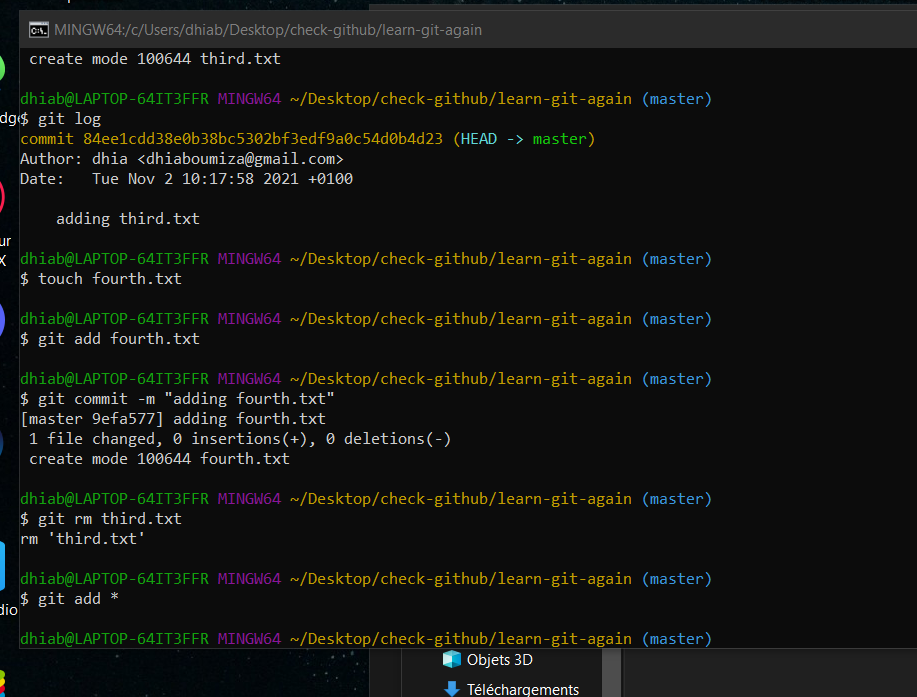 MINGW64:/c/Users/dhiab/Desktop/check-github/learn-git-again
create mode 100644 third.txt
dhiab@LAPTOP-64IT3FFR MINGW64 ~/Desktop/check-github/learn-git-again (master)
$ git log
commit 84ee1cdd38e0b38bc5302bf3edf9a0c54d0b4d23 (HEAD -> master)
Author: dhia <dhiaboumiza@gmail.com>
Date:   Tue Nov 2 10:17:58 2021 +0100
adding third.txt
dhiab@LAPTOP-64IT3FFR MINGW64 ~/Desktop/check-github/learn-git-again (master)
$ touch fourth.txt
dhiab@LAPTOP-64IT3FFR MINGW64 ~/Desktop/check-github/learn-git-again (master)
$ git add fourth.txt
dhiab@LAPTOP-64IT3FFR MINGW64 ~/Desktop/check-github/learn-git-again (master)
$ git commit -m "adding fourth.txt"
[master 9efa577] adding fourth.txt
1 file changed, 0 insertions(+), 0 deletions(-)
create mode 100644 fourth.txt
dhiab@LAPTOP-64IT3FFR MINGW64 ~/Desktop/check-github/learn-git-again (master)
$ git rm third.txt
rm 'third.txt'
dhiab@LAPTOP-64IT3FFR MINGW64 ~/Desktop/check-github/learn-git-again (master)
$ git add *
dhiab@LAPTOP-64IT3FFR MINGW64 ~/Desktop/check-github/learn-git-again (master)
Objets 3D
Téléchargements